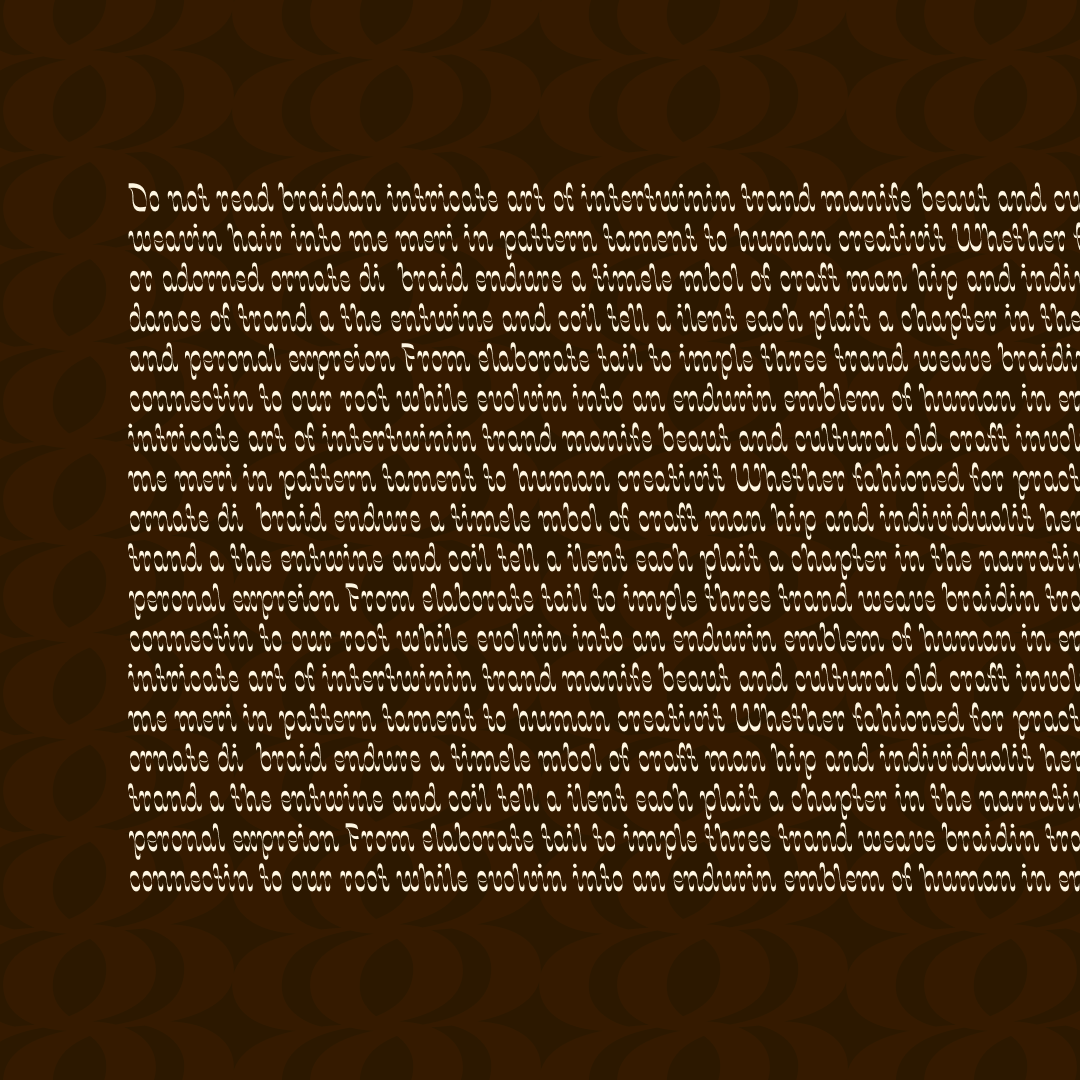 Do not read braidan intricate art of intertwinin trand manife beaut and cu
weavin hair into me meri in pattern tament to human creativit Whether f
or adorned ornate di braid endure a timele mbol of craft man hip and indiv
dance of trand a the entwine and coil tell a ilent each plait a chapter in the
and peronal expreion From elaborate tail to imple three trand weave braidin
connectin to our root while evolvin into an endurin emblem of human in en
intricate art of intertwinin trand manife beaut and cultural old craft invol
me meri in pattern tament to human creativit Whether fahioned for pract
ornate di braid endure a timele mbol of craft man hip and individualit her
trand a the entwine and coil tell a ilent each plait a chapter in the narrativ
peronal expreion From elaborate tail to imple three trand weave braidin tra
connectin to our root while evolvin into an endurin emblem of human in en
intricate art of intertwinin trand manife beaut and cultural old craft invol
me meri in pattern tament to human creativit Whether fahioned for pract
ornate di braid endure a timele mbol of craft man hip and individualit her
trand a the entwine and coil tell a ilent each plait a chapter in the narrativ
peronal expreion From elaborate tail to imple three trand weave braidin tra
connectin to our root while evolvin into an endurin emblem of human in en